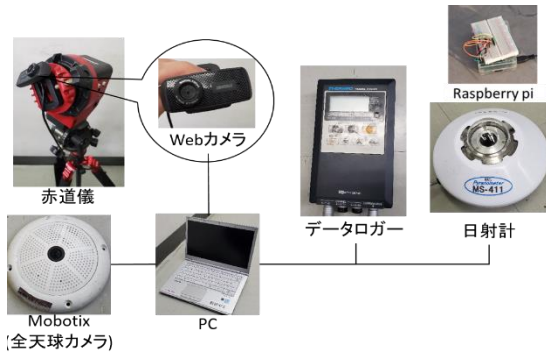 Raspberry pi
Webカメラ
Pyranometer
MS-411
赤道儀
データロガー
日射計
Mobotix
(全天球カメラ)
PC